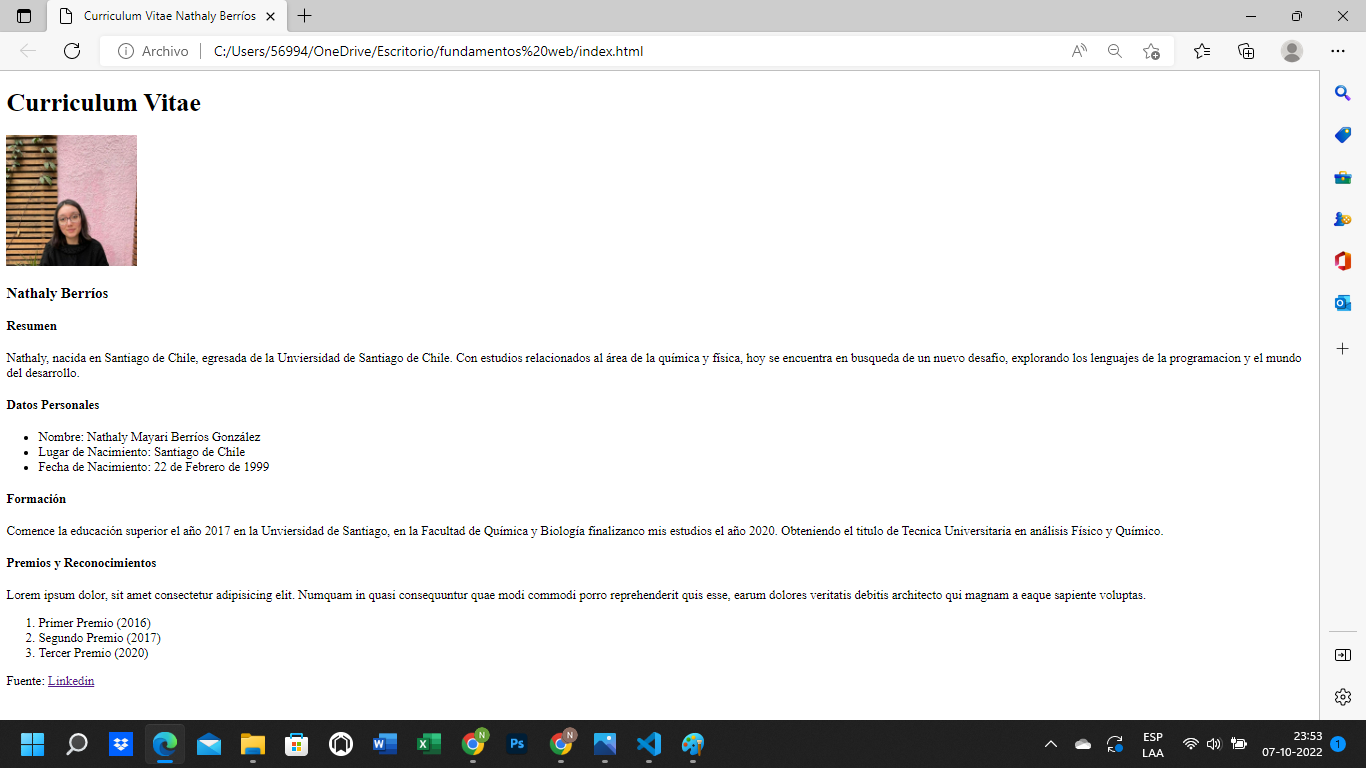 Curriculum Vitae Nathaly Berríos
Archivo
C:/Users/56994/OneDrive/Escritorio/fundamentos%20web/index.html
Curriculum Vitae
Nathaly Berríos
Resumen
Nathaly, nacida en Santiago de Chile, egresada de la Unviersidad de Santiago de Chile. Con estudios relacionados al área de la química y física, hoy se encuentra en busqueda de un nuevo desafio, explorando los lenguajes de la programacion y el mundo
del desarrollo.
Datos Personales
• Nombre: Nathaly Mayari Berríos González
• Lugar de Nacimiento: Santiago de Chile
• Fecha de Nacimiento: 22 de Febrero de 1999
Formación
Comence la educación superior el año 2017 en la Unviersidad de Santiago, en la Facultad de Química y Biología finalizanco mis estudios el año 2020. Obteniendo el titulo de Tecnica Universitaria en análisis Físico y Químico.
Premios y Reconocimientos
Lorem ipsum dolor, sit amet consectetur adipisicing elit. Numquam in quasi consequuntur quae modi commodi porro reprehenderit quis esse, earum dolores veritatis debitis architecto qui magnam a eaque sapiente voluptas.
1. Primer Premio (2016)
2. Segundo Premio (2017)
3. Tercer Premio (2020)
Fuente: Linkedin
N
Ps
N
ESP
LAA
23:53
07-10-2022
1